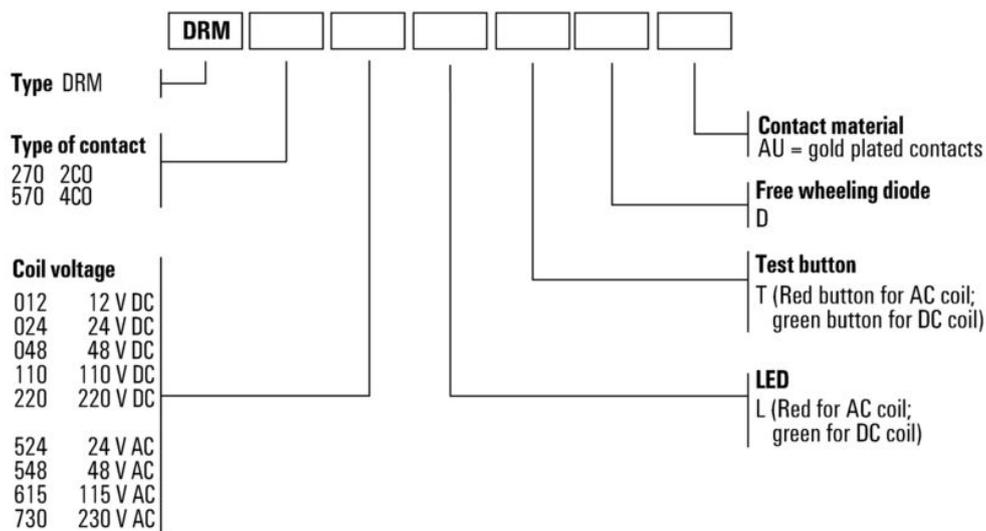 DRM
Type DRM
Type of contact
270 2CO
570 4CO
Coil voltage
012 12 V DC
024 24 V DC
048 48 V DC
110 110 V DC
220 220 V DC
524 24 V AC
548 48 V AC
615 115 V AC
730 230 V AC
Contact material
AU = gold plated contacts
Free wheeling diode
D
Test button
T (Red button for AC coil;
green button for DC coil)
LED
L (Red for AC coil;
green for DC coil)